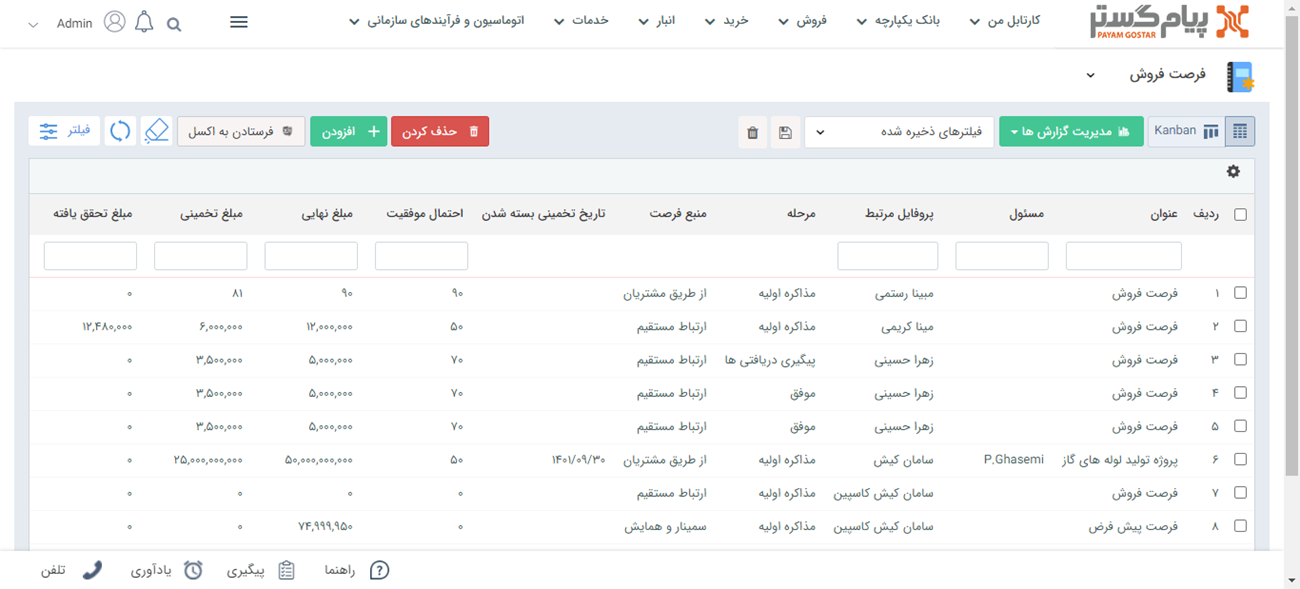 پیام گستر
PAYAM GOSTAR
کارتابل من
بانک یکپارچه
فروش
خرید
انبار
خدمات
اتوماسیون و فرآیندهای سازمانی
Admin
فرصت فروش
Kanban
مدیریت گزارش ها
فیلترهای ذخیره شده
حذف کردن
افزودن
فرستادن به اکسل
فیلتر
ردیف عنوان مسئول پروفایل مرتبط مرحله منبع فرصت تاریخ تخمینی بسته شدن احتمال موفقیت مبلغ نهایی مبلغ تخمینی مبلغ تحقق یافته
۱ فرصت فروش مبینا رستمی مذاکره اولیه از طریق مشتریان ۹۰ ۹۰ ۸۱ ۰
۲ فرصت فروش مینا کریمی مذاکره اولیه ارتباط مستقیم ۵۰ ۱۲,۰۰۰,۰۰۰ ۶,۰۰۰,۰۰۰ ۱۲,۴۸۰,۰۰۰
۳ فرصت فروش زهرا حسینی پیگیری دریافتی ها ارتباط مستقیم ۷۰ ۵,۰۰۰,۰۰۰ ۳,۵۰۰,۰۰۰ ۰
۴ فرصت فروش زهرا حسینی موفق ارتباط مستقیم ۷۰ ۵,۰۰۰,۰۰۰ ۳,۵۰۰,۰۰۰ ۰
۵ فرصت فروش زهرا حسینی موفق ارتباط مستقیم ۷۰ ۵,۰۰۰,۰۰۰ ۳,۵۰۰,۰۰۰ ۰
۶ پروژه تولید لوله های گاز P.Ghasemi سامان کیش مذاکره اولیه از طریق مشتریان ۱۴۰۱/۰۹/۳۰ ۵۰ ۵۰,۰۰۰,۰۰۰,۰۰۰ ۲۵,۰۰۰,۰۰۰,۰۰۰ ۰
۷ فرصت فروش سامان کیش کاسپین مذاکره اولیه ارتباط مستقیم ۰ ۰ ۰ ۰
۸ فرصت پیش فرض سامان کیش کاسپین مذاکره اولیه سمینار و همایش ۰ ۷۴,۹۹۹,۹۵۰ ۰ ۰
راهنما
پیگیری
یادآوری
تلفن